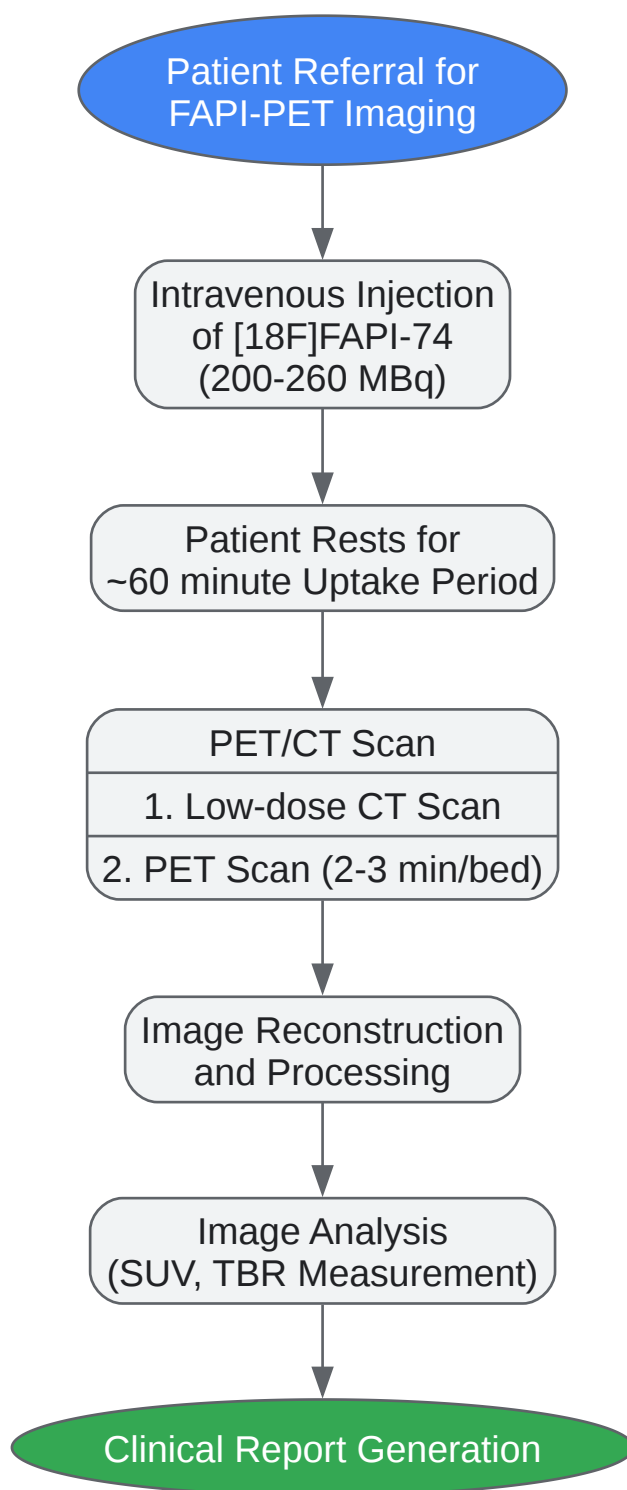 Patient Referral for
FAPI-PET Imaging
Intravenous Injection
of [18F]FAPI-74
(200-260 MBq)
Patient Rests for
~60 minute Uptake Period
PET/CT Scan
1. Low-dose CT Scan
2. PET Scan (2-3 min/bed)
Image Reconstruction
and Processing
Image Analysis
(SUV, TBR Measurement)
Clinical Report Generation